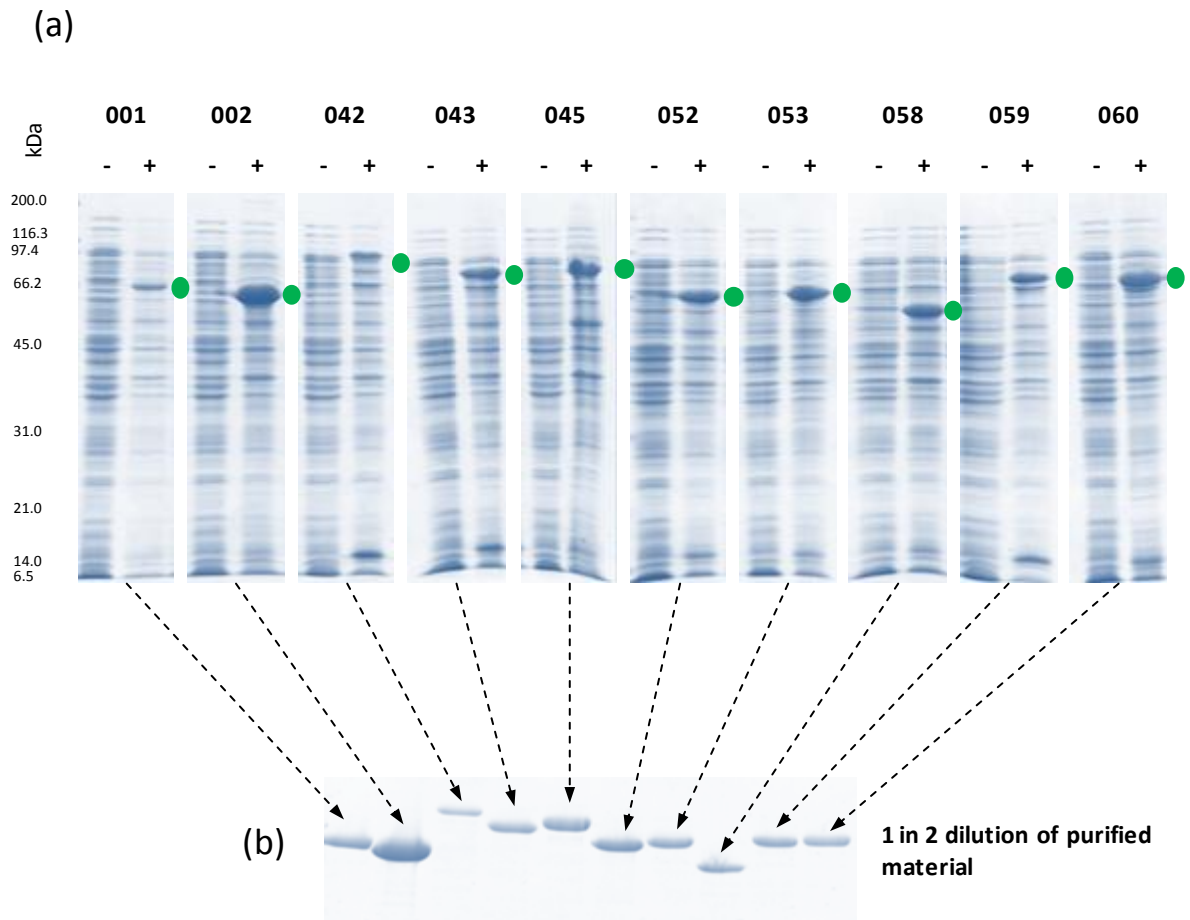 (a)
001 002 042 043 045 052 053 058 059 060
kDa
- + - + - + - + - + - + - + - + - + - +
200.0
116.3
97.4
66.2
45.0
31.0
21.0
14.0
6.5
(b)
1 in 2 dilution of purified
material